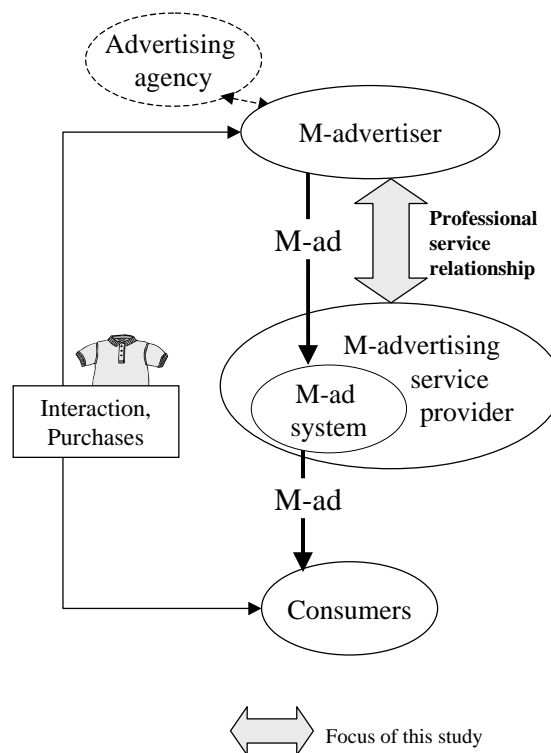 Advertising
agency
M-advertiser
M-ad
Professional
service
relationship
M-advertising
service
provider
M-ad
system
Interaction,
Purchases
M-ad
Consumers
Focus of this study